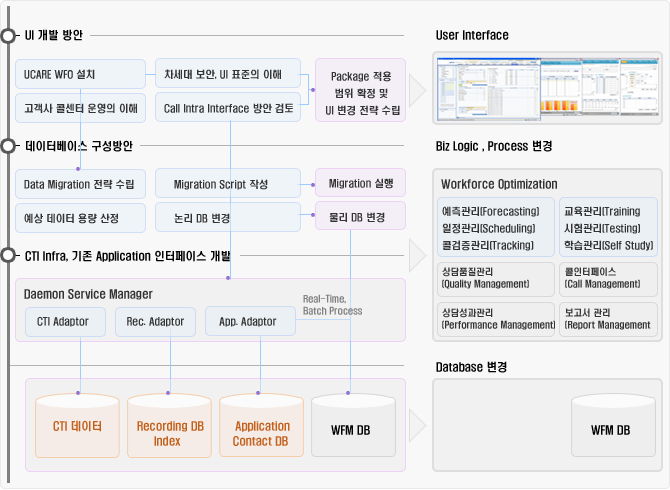 UI 개발 방안
User Interface
UCARE WFO 설치
차세대 보안, UI 표준의 이해
Package 적용
범위 확정 및
UI 변경 전략 수립
고객사 콜센터 운영의 이해
Call Intra Interface 방안 검토
데이터베이스 구성방안
Biz Logic , Process 변경
Data Migration 전략 수립
Migration Script 작성
Migration 실행
예상 데이터 용량 산정
논리 DB 변경
물리 DB 변경
Workforce Optimization
예측관리(Forecasting)
일정관리(Scheduling)
콜검증관리(Tracking)
교육관리(Training
시험관리(Testing)
학습관리(Self Study)
CTI Infra, 기존 Application 인터페이스 개발
상담품질관리
(Quality Management)
콜인터페이스
(Call Management)
상담성과관리
(Performance Management)
보고서 관리
(Report Management
Daemon Service Manager
Real-Time,
Batch Process
CTI Adaptor
Rec. Adaptor
App. Adaptor
Database 변경
CTI 데이터
Recording DB
Index
Application
Contact DB
WFM DB
WFM DB